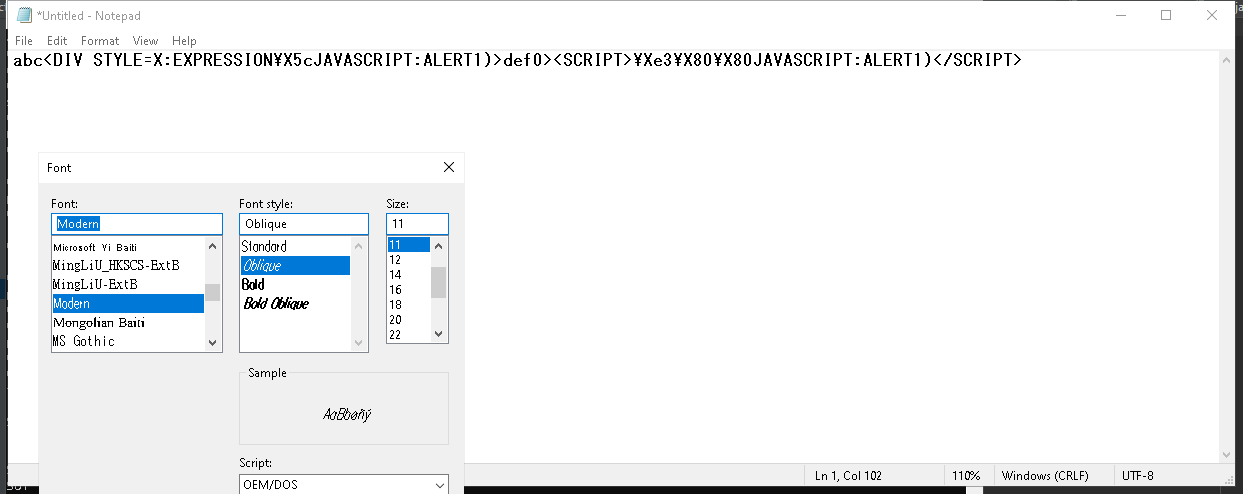 *Untitled - Notepad
File Edit Format View Help
abc<DIV STYLE=X:EXPRESSION¥X5cJAVASCRIPT:ALERT1)>def0><SCRIPT>¥Xe3¥X80¥X80JAVASCRIPT:ALERT1)</SCRIPT>
Font
Font:
Modern
Microsoft Yi Baiti
MingLiU_HKSCS-ExtB
MingLiU-ExtB
Modern
Mongolian Baiti
MS Gothic
Font style:
Oblique
Standard
Oblique
Bold
Bold Oblique
Size:
11
11
12
14
16
18
20
22
Sample
AaBbøñý
Script:
OEM/DOS
Ln 1, Col 102
110%
Windows (CRLF)
UTF-8